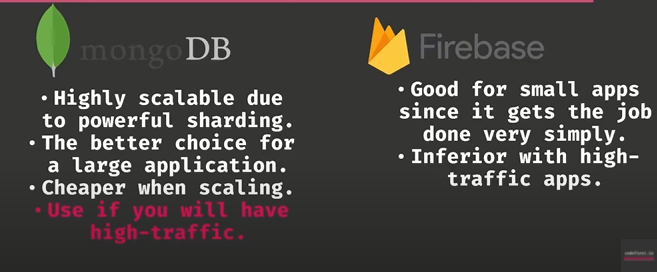 mongoDB
• Highly scalable due
to powerful sharding.
• The better choice for
a large application.
• Cheaper when scaling.
• Use if you will have
high-traffic.
Firebase
• Good for small apps
since it gets the job
done very simply.
• Inferior with high-
traffic apps.